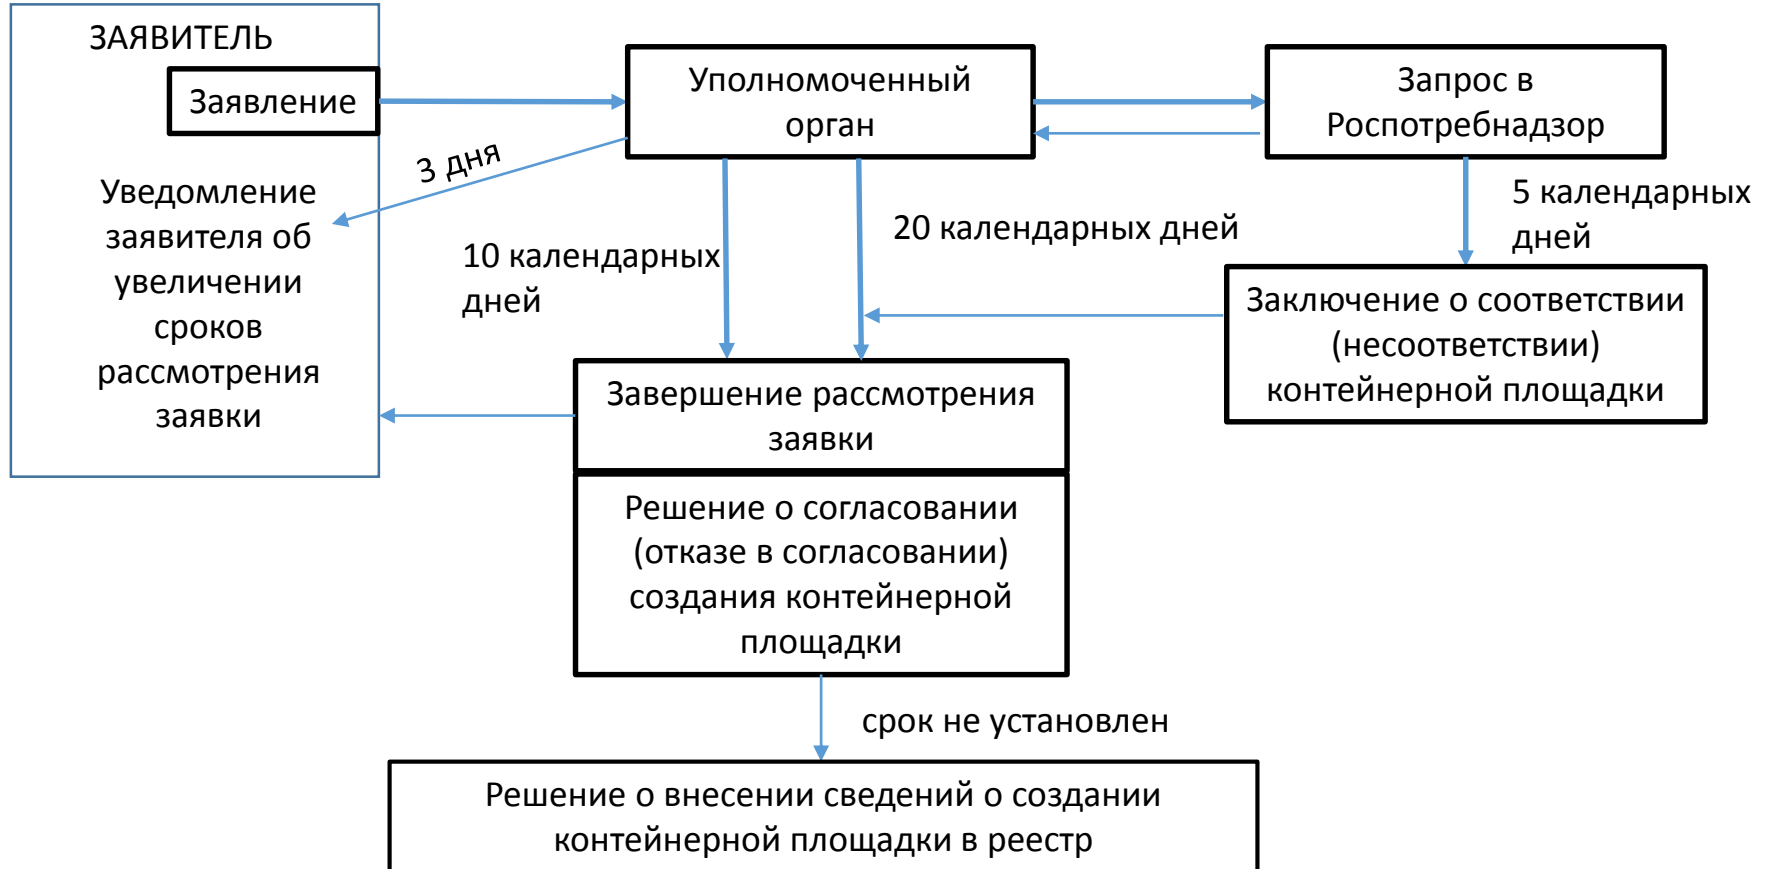 ЗАЯВИТЕЛЬ
Заявление
Уполномоченный
орган
Запрос в
Роспотребнадзор
3 дня
Уведомление
заявителя об
увеличении
сроков
рассмотрения
заявки
10 календарных
дней
20 календарных дней
5 календарных
дней
Заключение о соответствии
(несоответствии)
контейнерной площадки
Завершение рассмотрения
заявки
Решение о согласовании
(отказе в согласовании)
создания контейнерной
площадки
срок не установлен
Решение о внесении сведений о создании
контейнерной площадки в реестр